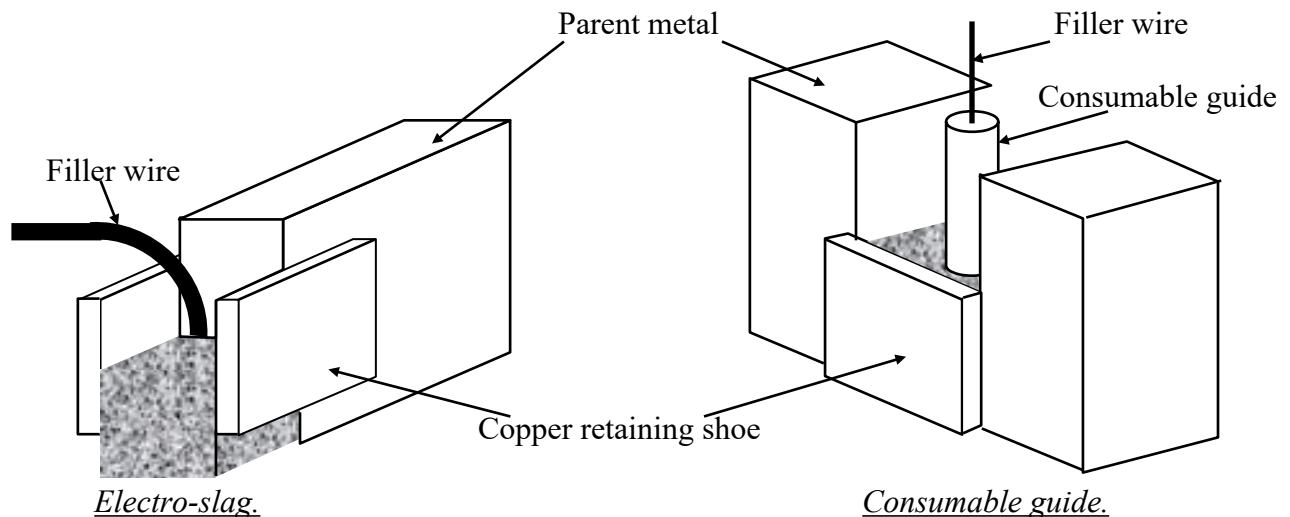 Parent metal
Filler wire
Consumable guide
Filler wire
Copper retaining shoe
Electro-slag.
Consumable guide.